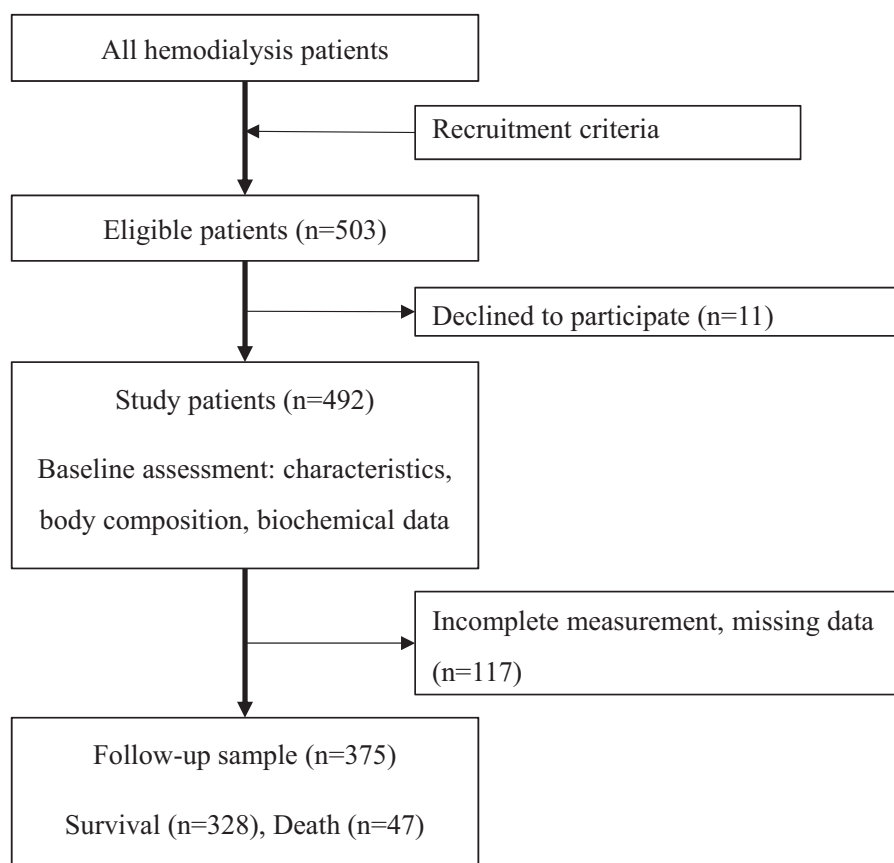 All hemodialysis patients
Recruitment criteria
Eligible patients (n=503)
Declined to participate (n=11)
Study patients (n=492)
Baseline assessment: characteristics,
body composition, biochemical data
Incomplete measurement, missing data
(n=117)
Follow-up sample (n=375)
Survival (n=328), Death (n=47)